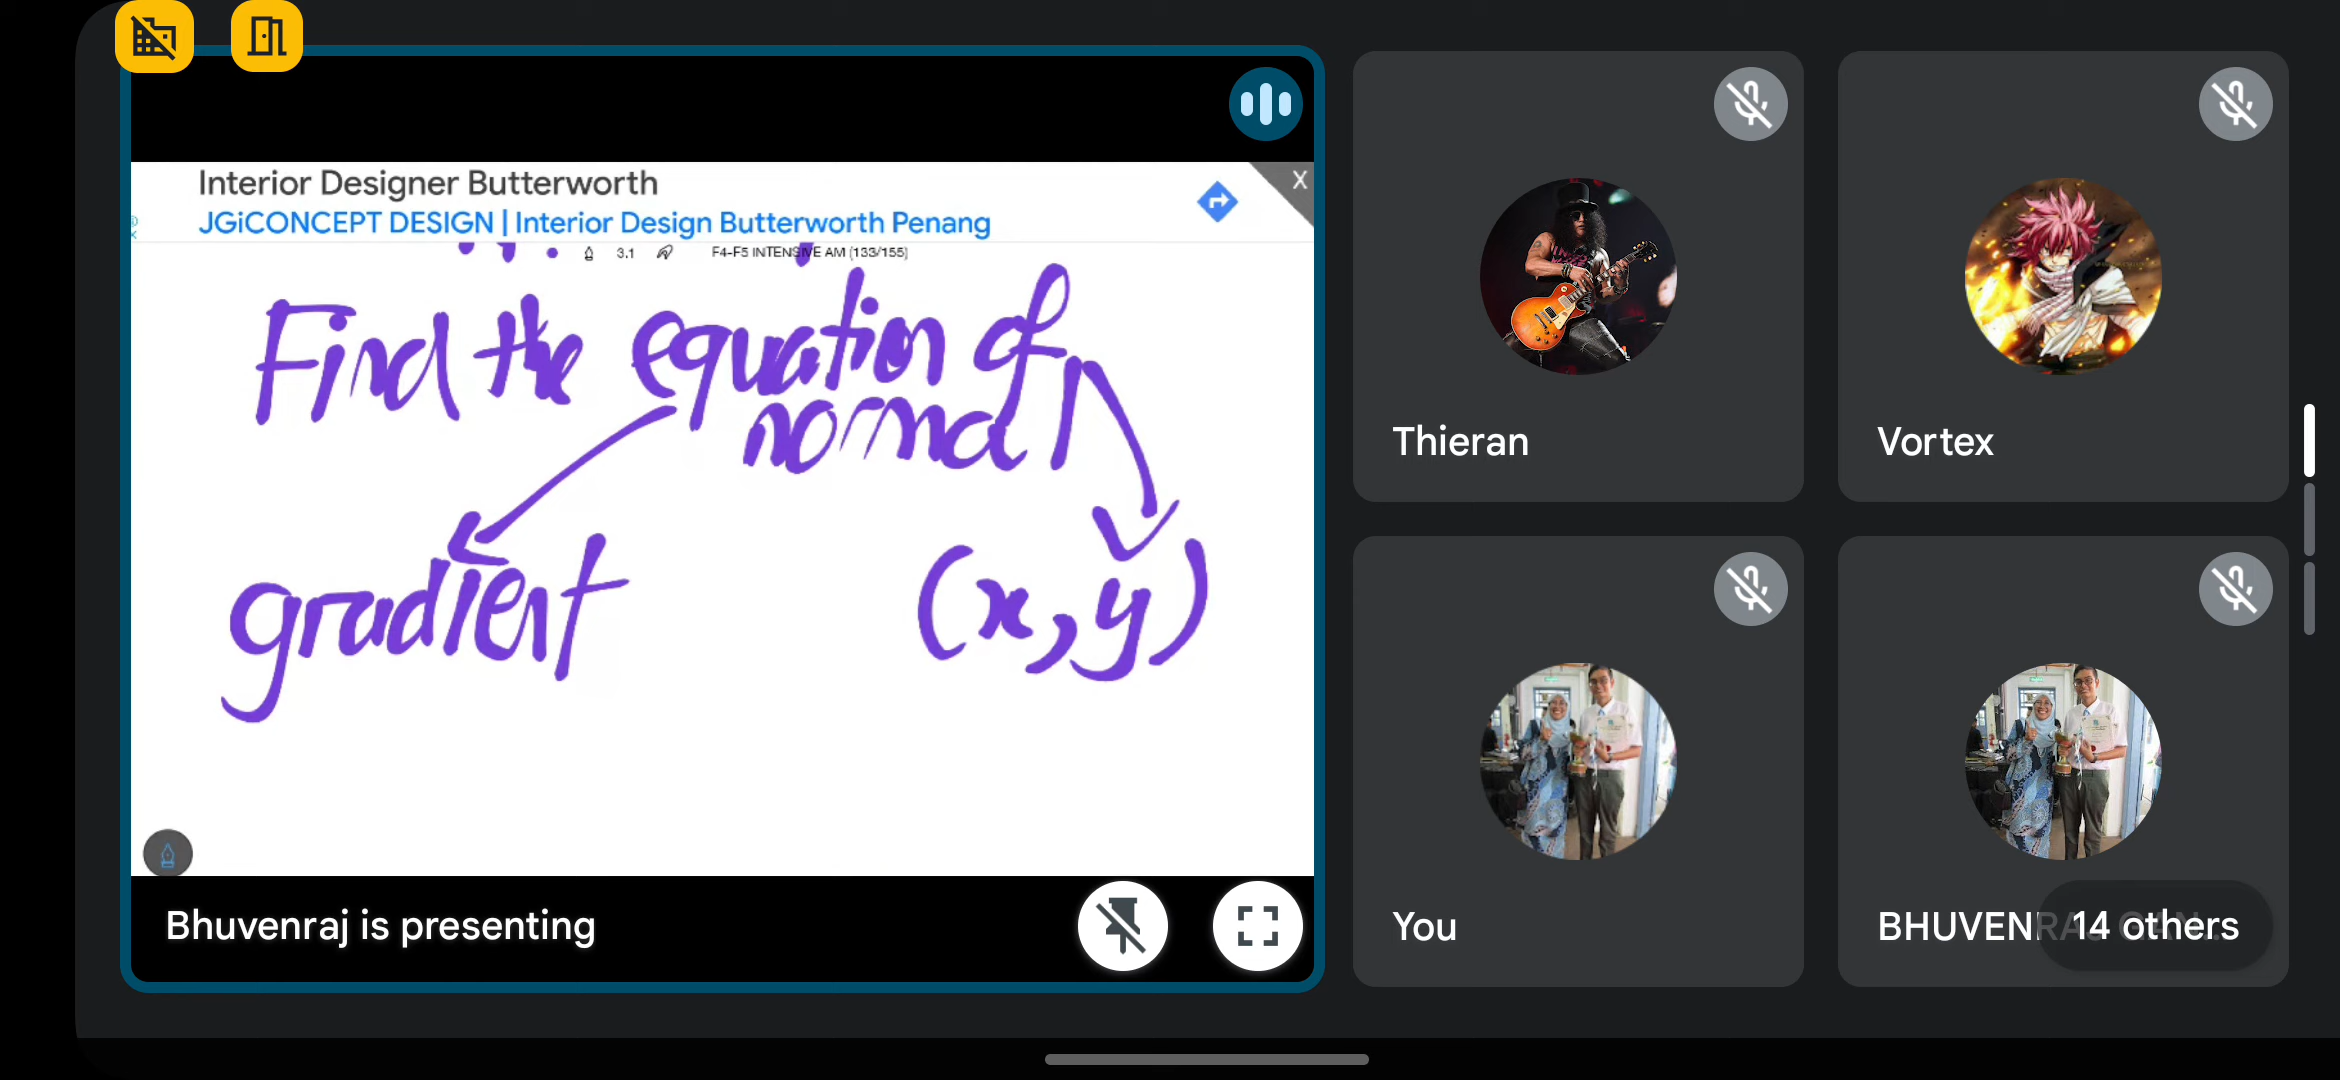 Interior Designer Butterworth
X
JGiCONCEPT DESIGN | Interior Design Butterworth Penang
3.1
F4-F5 INTENSIVE AM (133/155)
Find the equation of
normal
gradient
(x,y)
Bhuvenraj is presenting
Thieran
Vortex
You
BHUVENRAJ
14 others